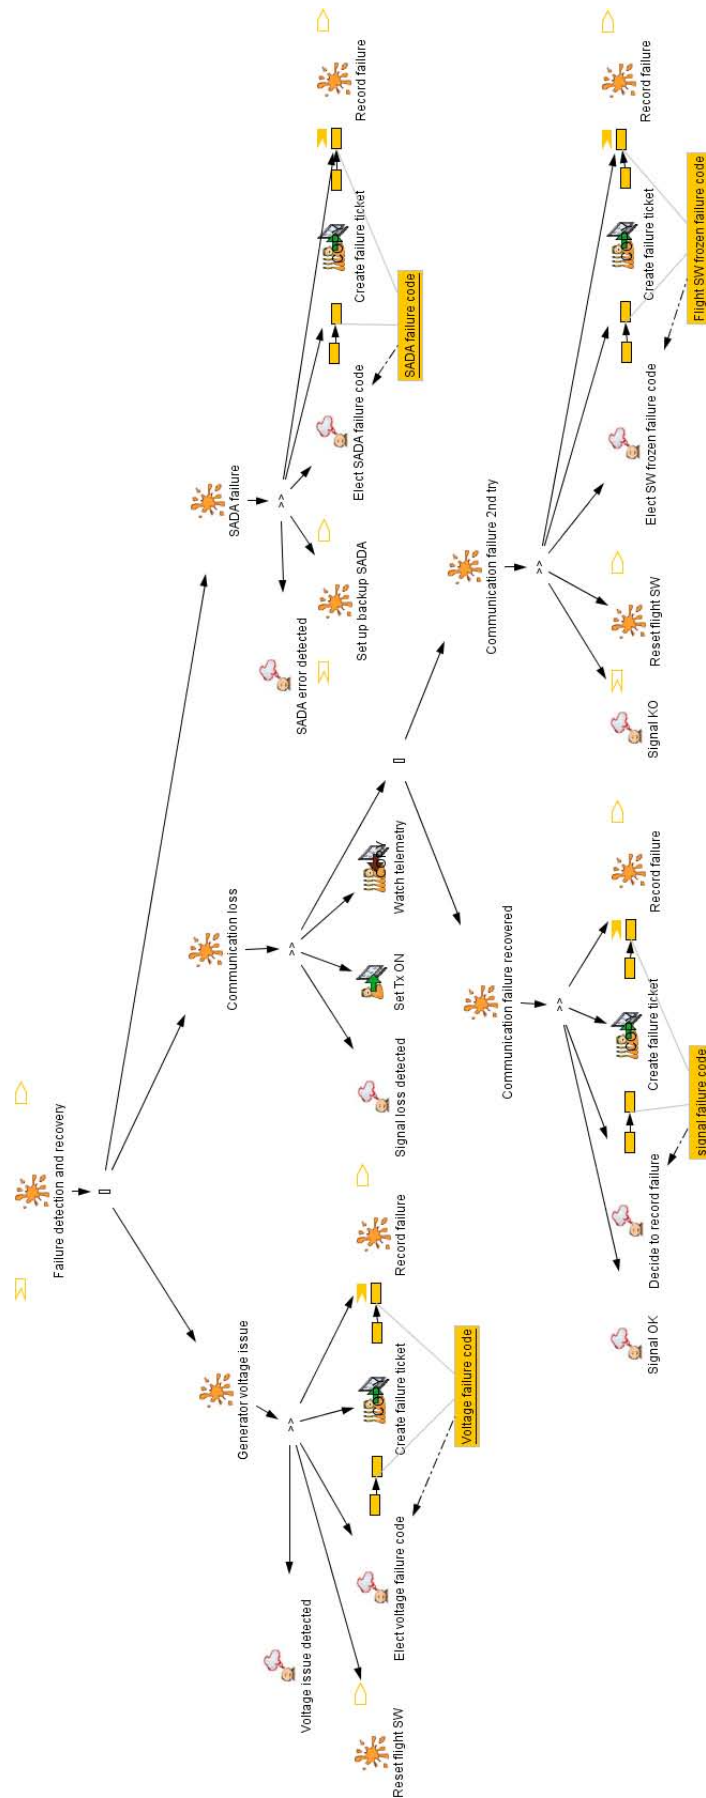 Failure detection and recovery
Generator voltage issue
Communication loss
SADA failure
Voltage issue detected
Reset flight SW
Elect voltage failure code
Create failure ticket
Record failure
Voltage failure code
Signal loss detected
Set Tx ON
Watch telemetry
SADA error detected
Set up backup SADA
Elect SADA failure code
Create failure ticket
Record failure
SADA failure code
Communication failure recovered
Communication failure 2nd try
Signal OK
Decide to record failure
Create failure ticket
Record failure
signal failure code
Signal KO
Reset flight SW
Elect SW frozen failure code
Create failure ticket
Record failure
Flight SW frozen failure code